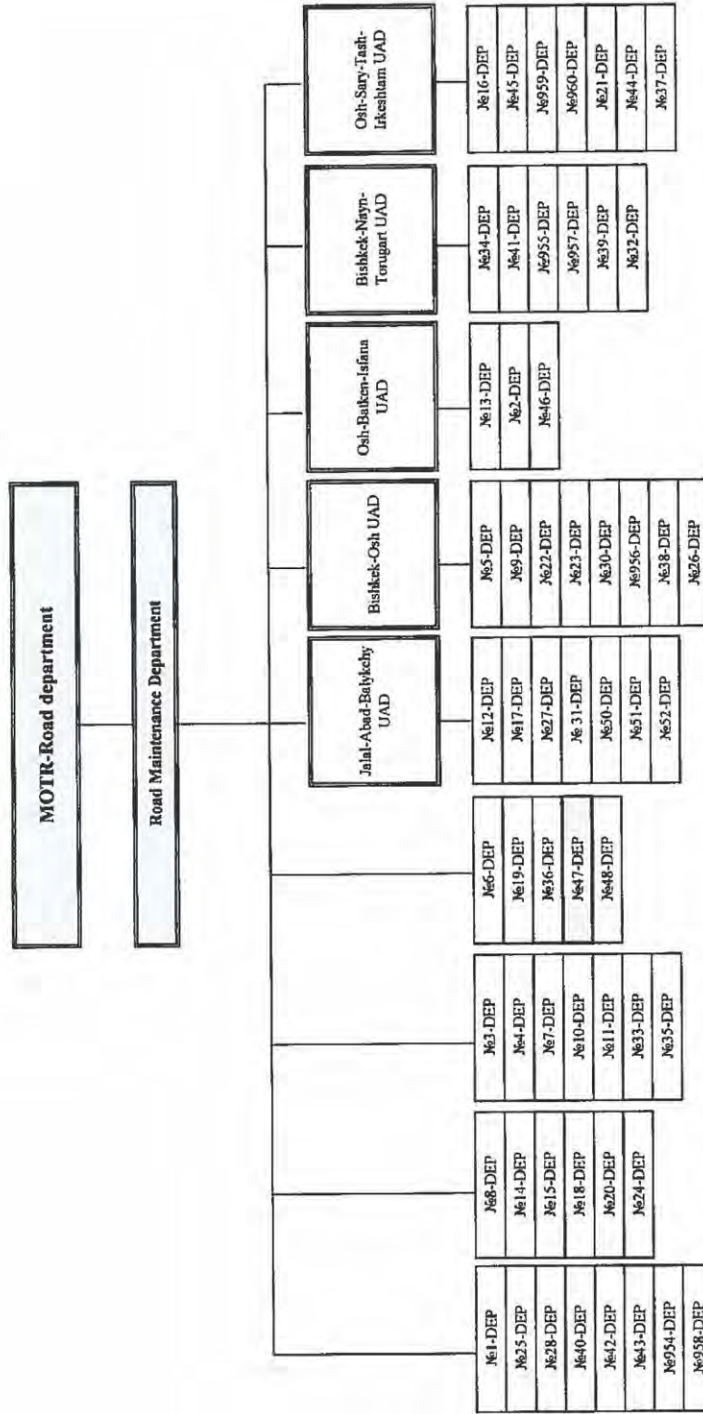 MOTR-Road department
Road Maintenance Department
Jalal-Abad-Balykchy
UAD
Bishkek-Osh UAD
Osh-Batken-Isfana
UAD
Bishkek-Naryn-
Torugart UAD
Osh-Sary-Tash-
Irkeshtam UAD
№1-DEP
№25-DEP
№28-DEP
№40-DEP
№42-DEP
№43-DEP
№954-DEP
№958-DEP
№8-DEP
№14-DEP
№15-DEP
№18-DEP
№20-DEP
№24-DEP
№3-DEP
№4-DEP
№7-DEP
№10-DEP
№11-DEP
№33-DEP
№35-DEP
№6-DEP
№19-DEP
№36-DEP
№47-DEP
№48-DEP
№12-DEP
№17-DEP
№27-DEP
№ 31-DEP
№50-DEP
№51-DEP
№52-DEP
№5-DEP
№9-DEP
№22-DEP
№23-DEP
№30-DEP
№956-DEP
№38-DEP
№26-DEP
№13-DEP
№2-DEP
№46-DEP
№34-DEP
№41-DEP
№955-DEP
№957-DEP
№39-DEP
№32-DEP
№16-DEP
№45-DEP
№959-DEP
№960-DEP
№21-DEP
№44-DEP
№37-DEP